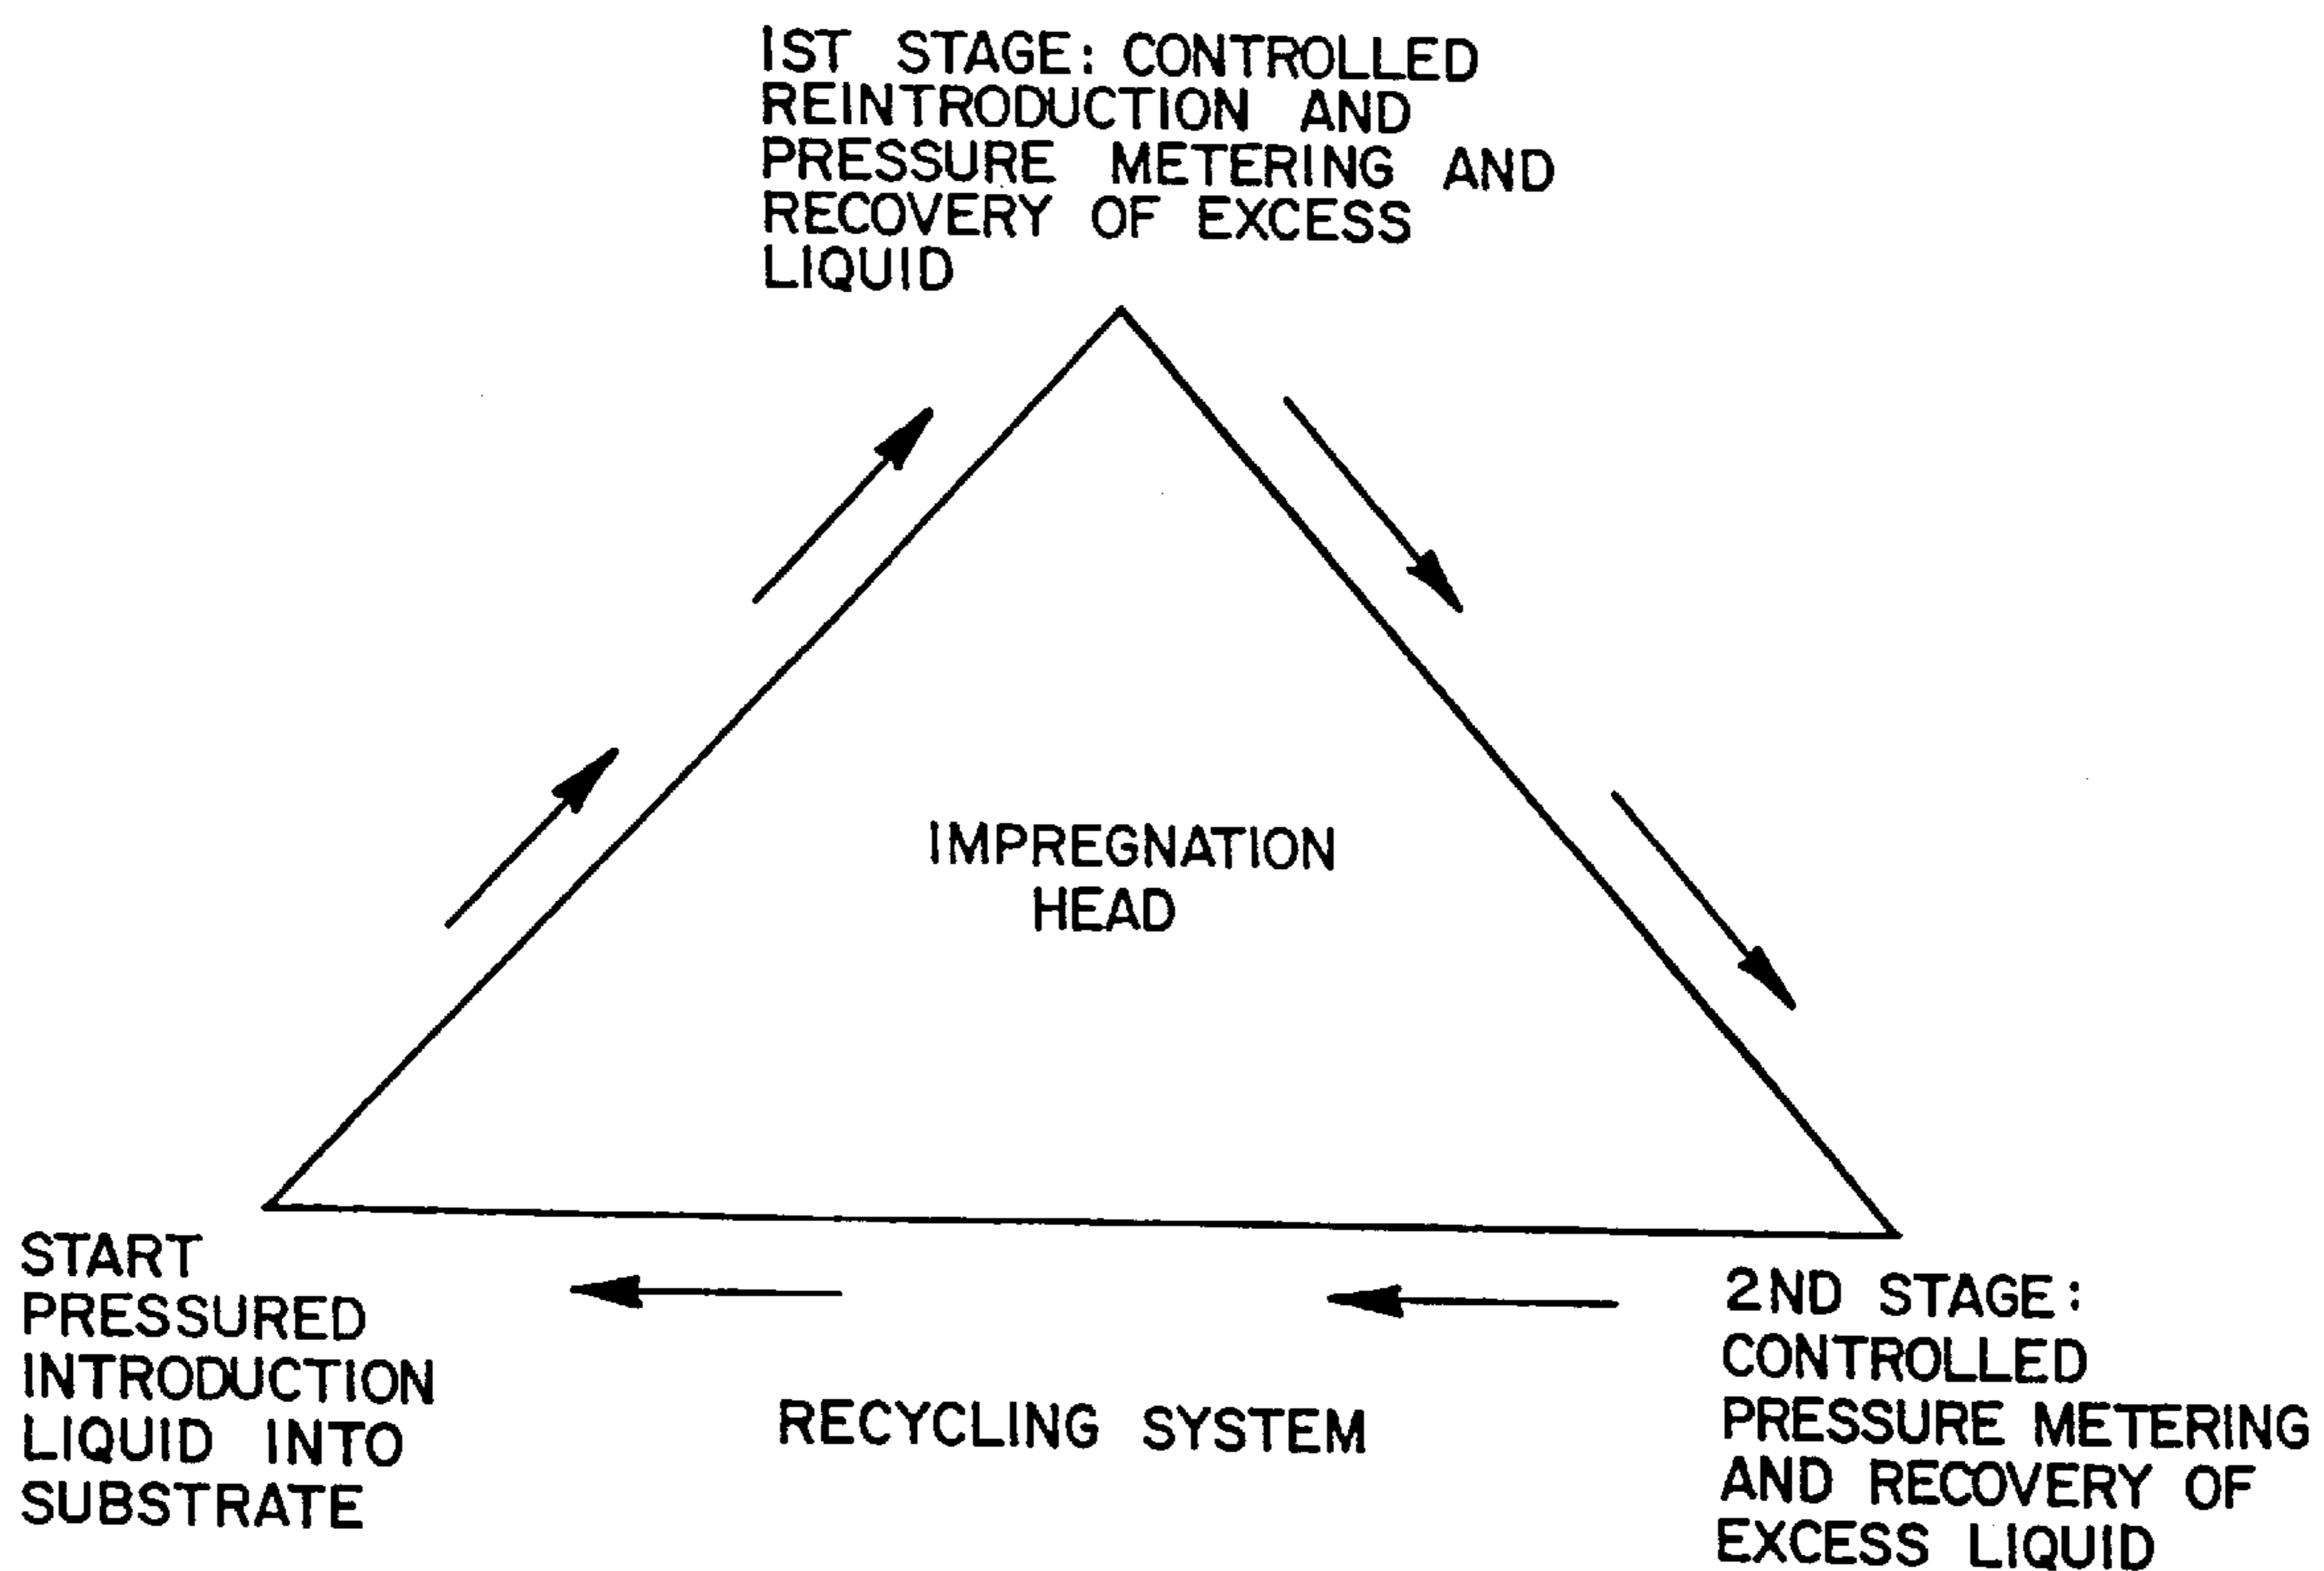 1ST STAGE: CONTROLLED
REINTRODUCTION AND
PRESSURE METERING AND
RECOVERY OF EXCESS
LIQUID
IMPREGNATION
HEAD
START
PRESSURED
INTRODUCTION
LIQUID INTO
SUBSTRATE
RECYCLING SYSTEM
2ND STAGE:
CONTROLLED
PRESSURE METERING
AND RECOVERY OF
EXCESS LIQUID